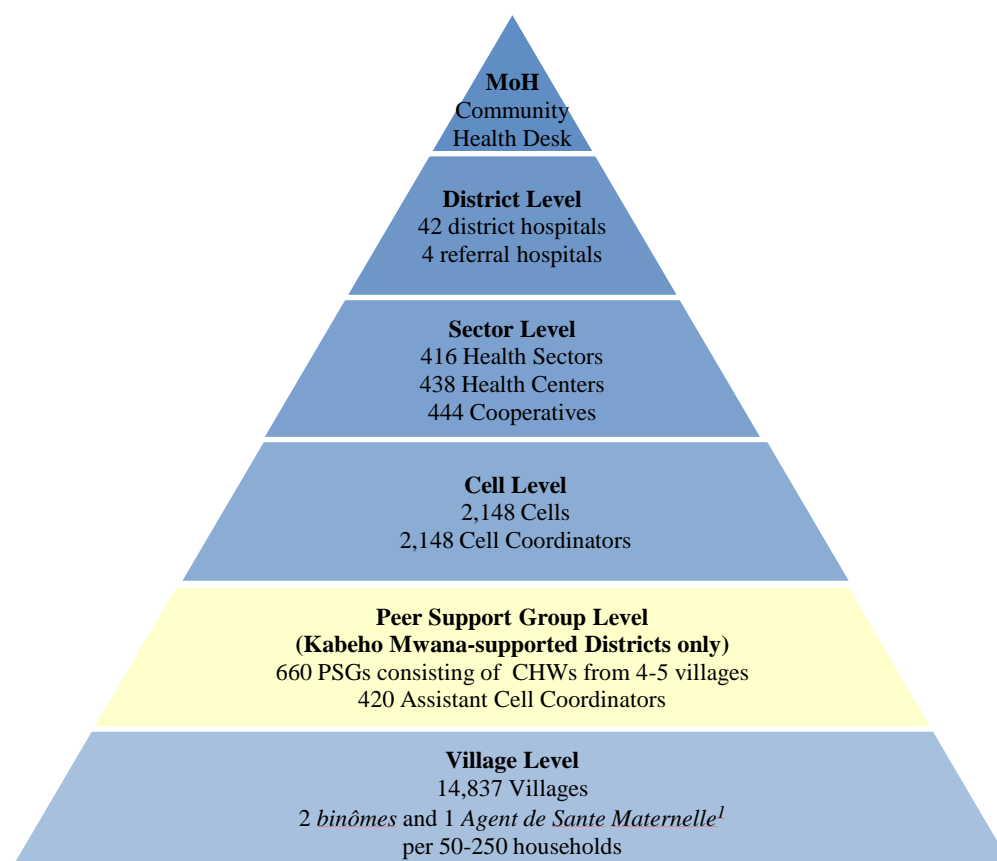 MoH
Community
Health Desk
District Level
42 district hospitals
4 referral hospitals
Sector Level
416 Health Sectors
438 Health Centers
444 Cooperatives
Cell Level
2,148 Cells
2,148 Cell Coordinators
Peer Support Group Level
(Kabeho Mwana-supported Districts only)
660 PSGs consisting of  CHWs from 4-5 villages
420 Assistant Cell Coordinators
Village Level
14,837 Villages
2 binômes and 1 Agent de Sante Maternelle¹
per 50-250 households